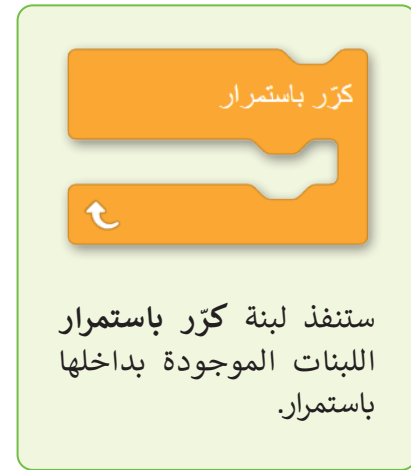 كرّر باستمرار
ستنفذ لبنة كرّر باستمرار
اللبنات الموجودة بداخلها
باستمرار.